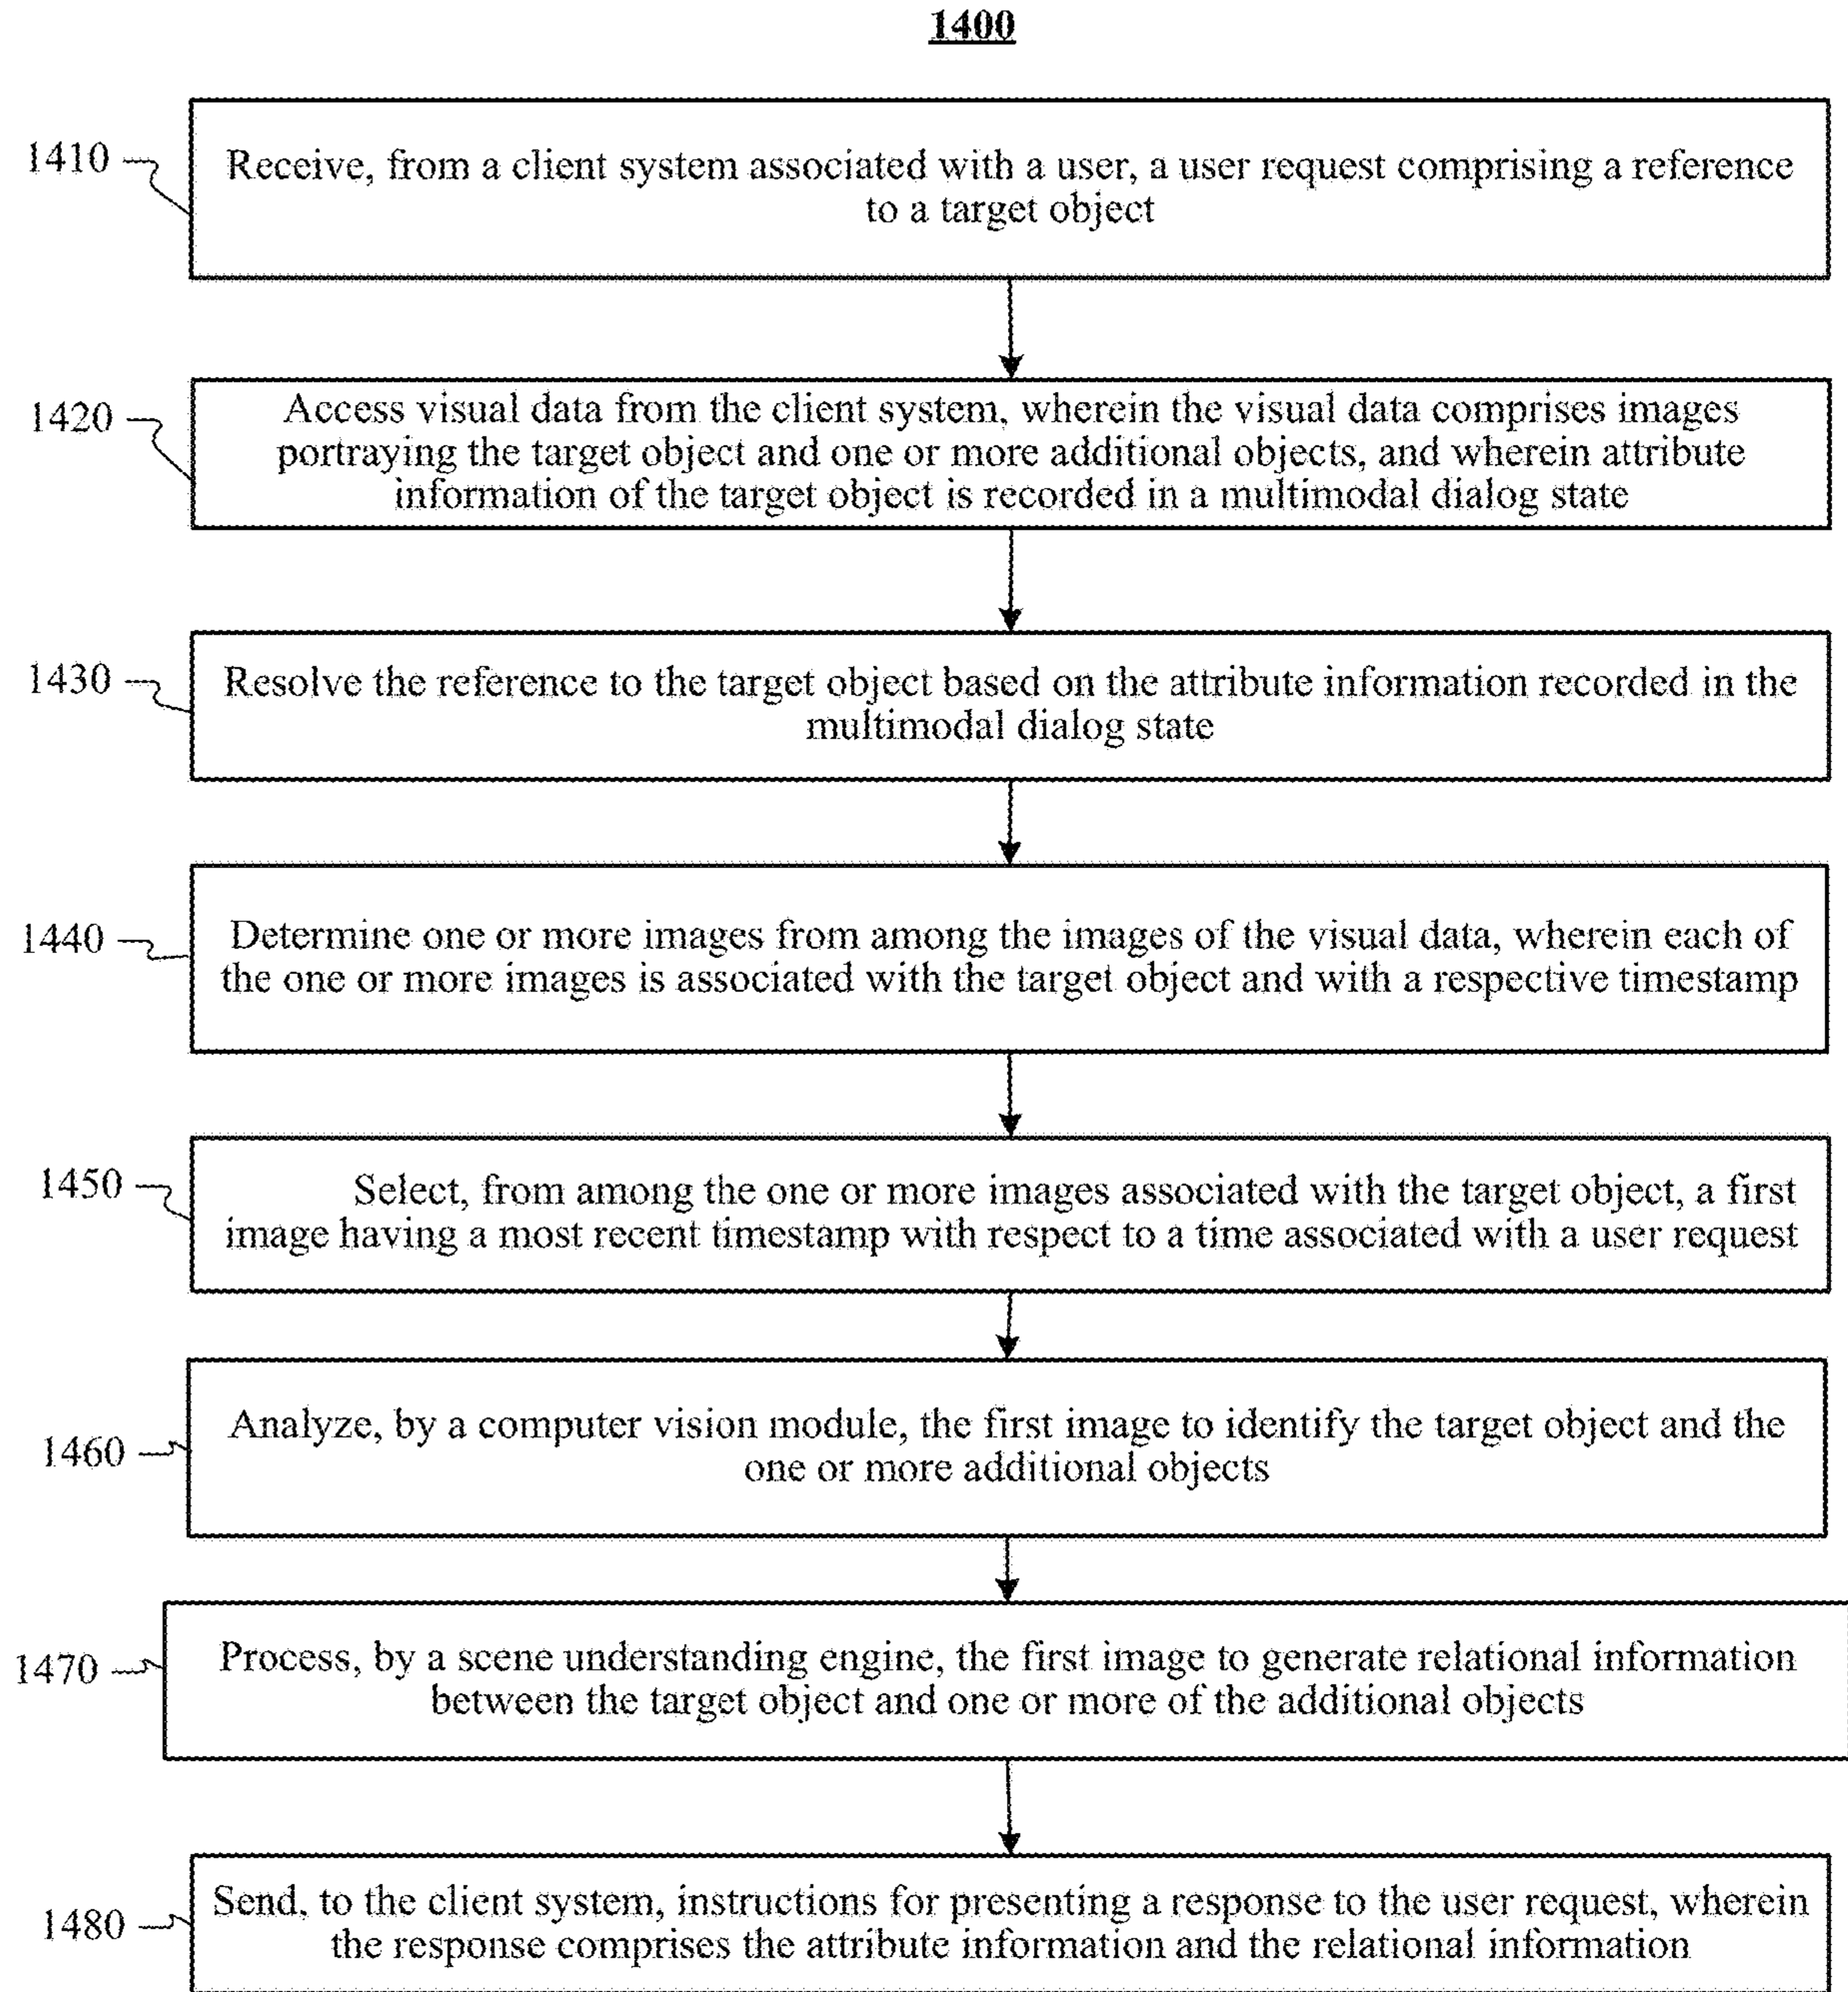 1400
1410
Receive, from a client system associated with a user, a user request comprising a reference
to a target object
1420
Access visual data from the client system, wherein the visual data comprises images
portraying the target object and one or more additional objects, and wherein attribute
information of the target object is recorded in a multimodal dialog state
1430
Resolve the reference to the target object based on the attribute information recorded in the
multimodal dialog state
1440
Determine one or more images from among the images of the visual data, wherein each of
the one or more images is associated with the target object and with a respective timestamp
1450
Select, from among the one or more images associated with the target object, a first
image having a most recent timestamp with respect to a time associated with a user request
1460
Analyze, by a computer vision module, the first image to identify the target object and the
one or more additional objects
1470
Process, by a scene understanding engine, the first image to generate relational information
between the target object and one or more of the additional objects
1480
Send, to the client system, instructions for presenting a response to the user request, wherein
the response comprises the attribute information and the relational information